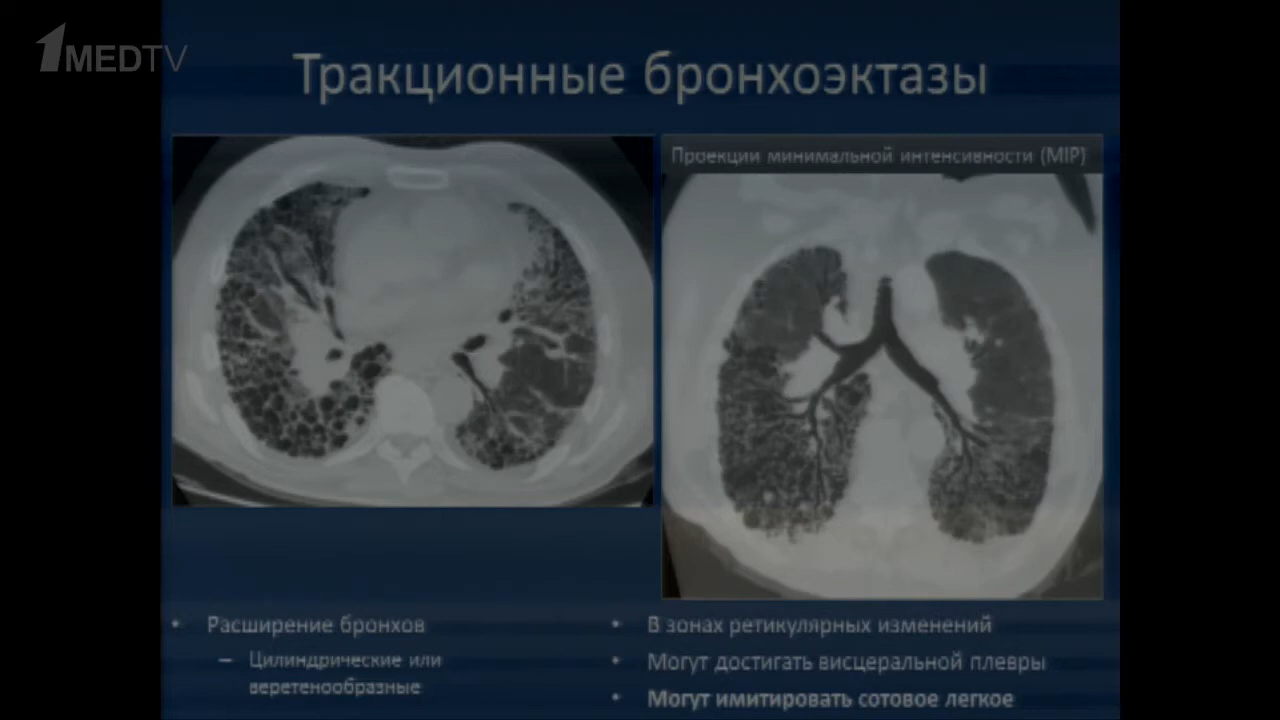 1MEDTV
Тракционные бронхоэктазы
Проекции минимальной интенсивности (MIP)
• Расширение бронхов
– Цилиндрические или
веретенообразные
• В зонах ретикулярных изменений
• Могут достигать висцеральной плевры
• Могут имитировать сотовое легкое